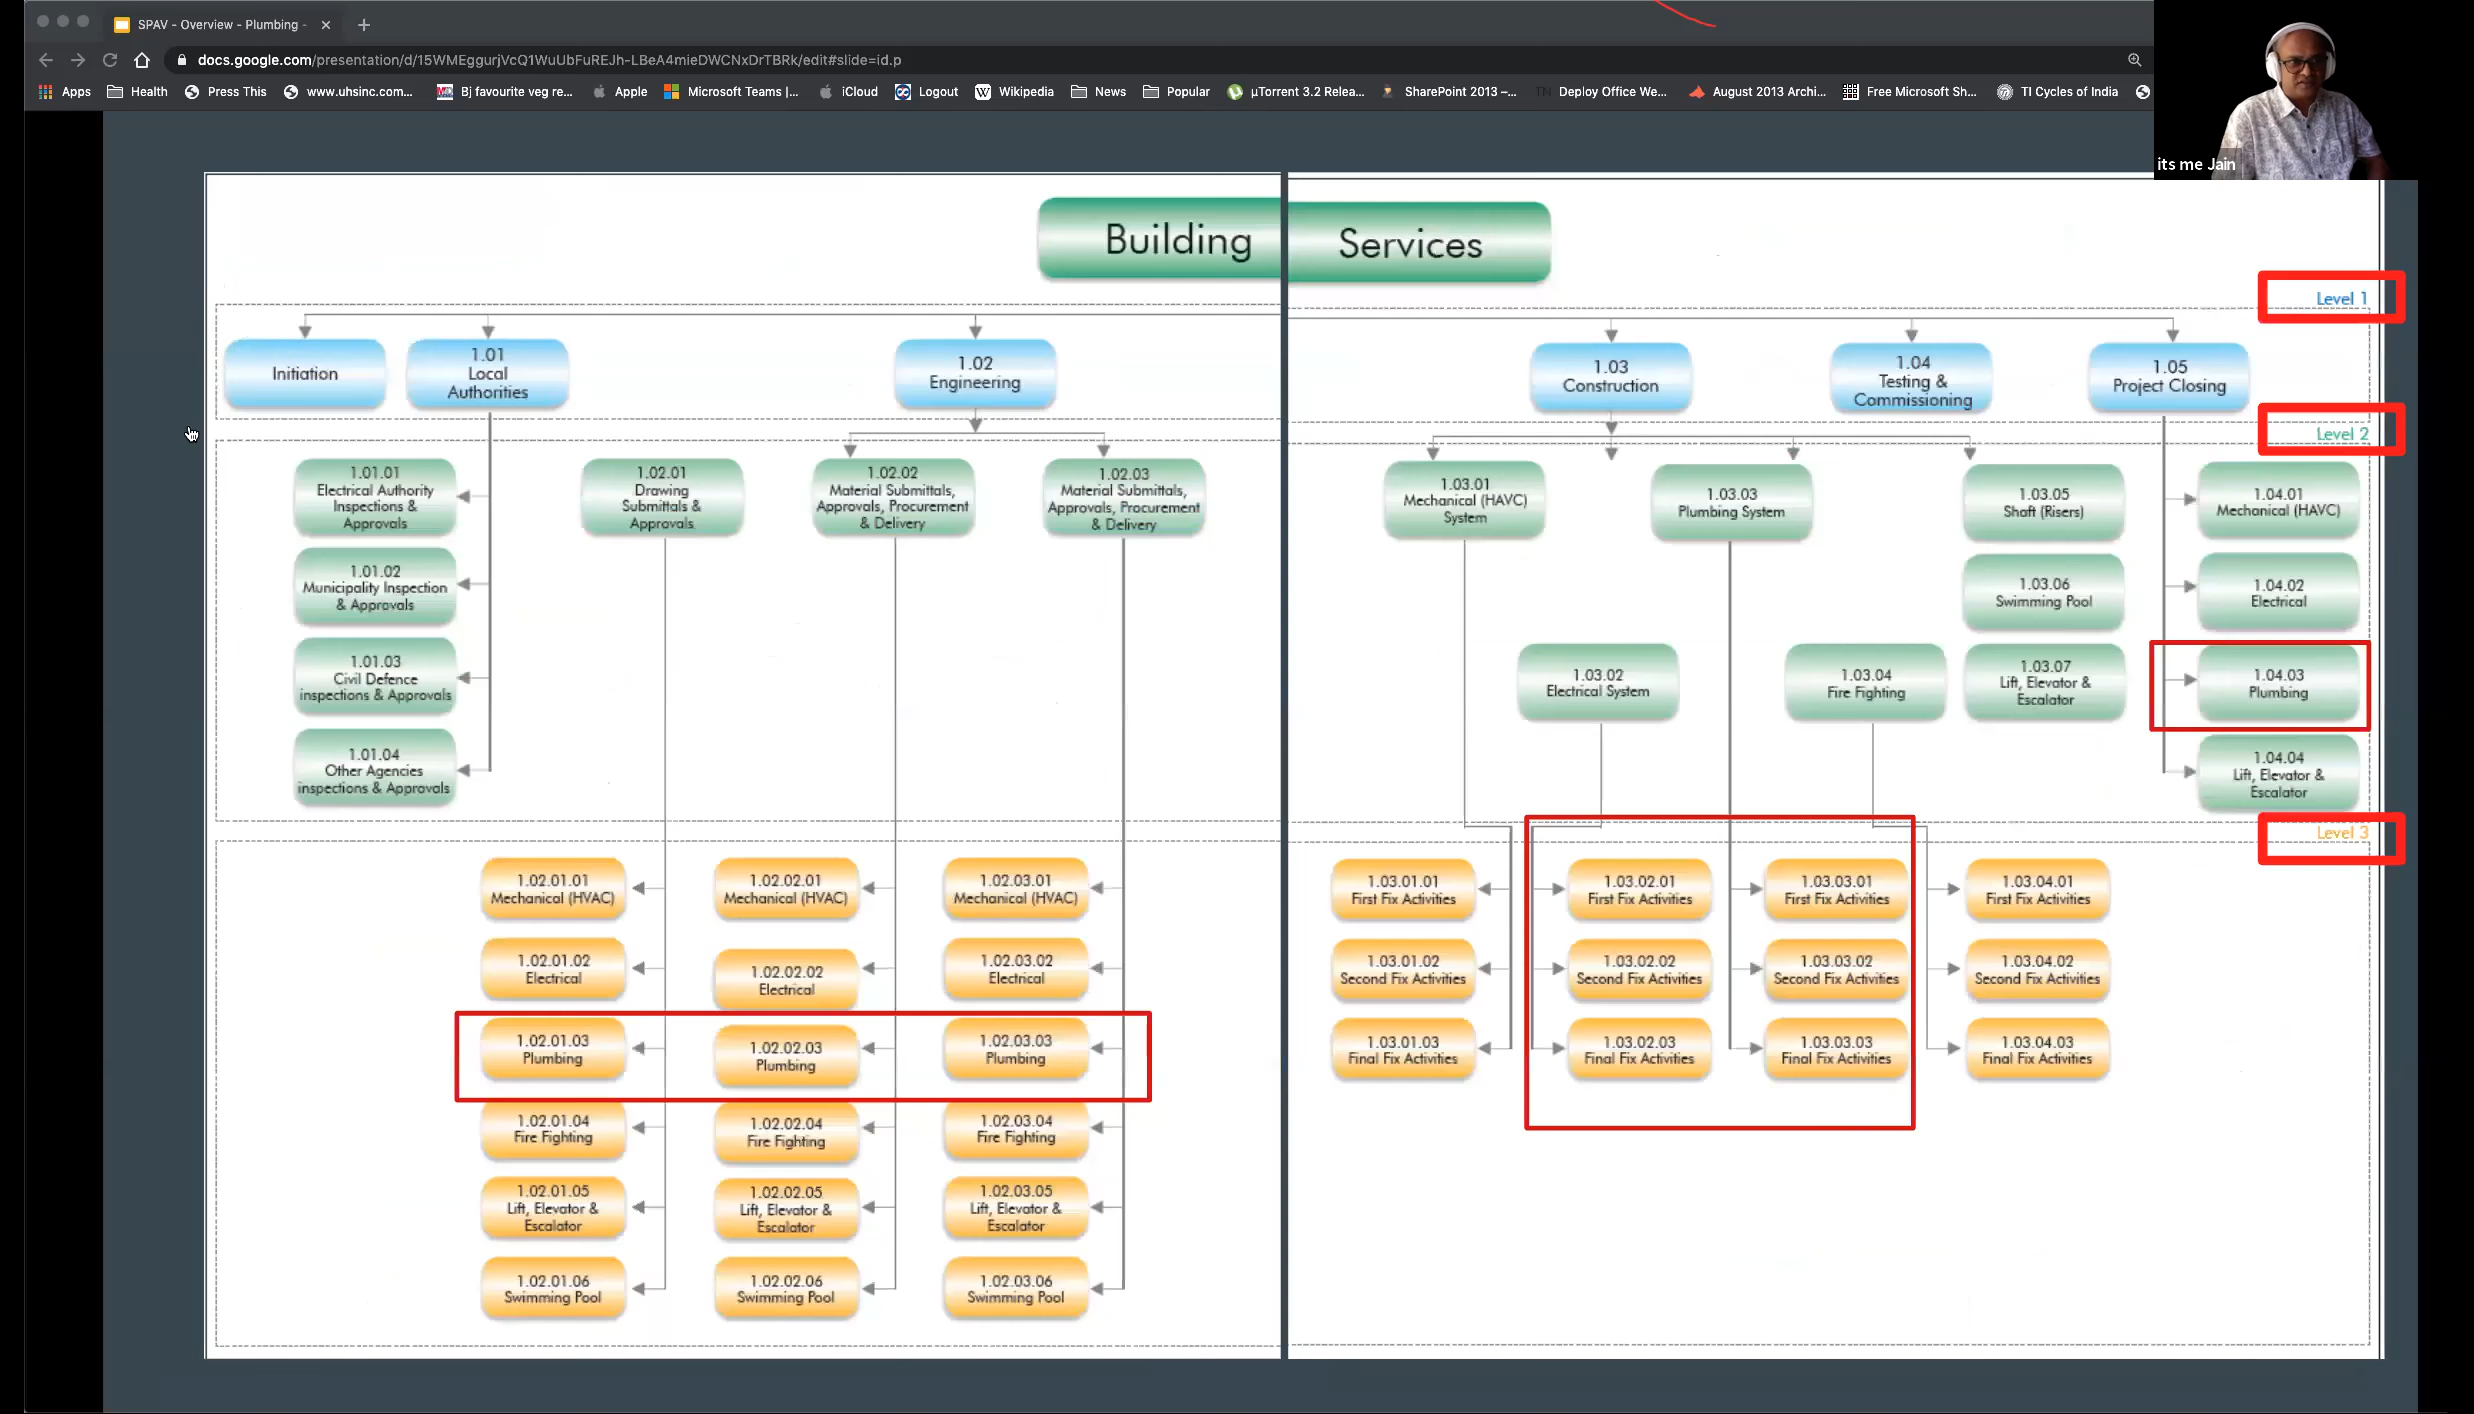 SPAV - Overview - Plumbing -
docs.google.com/presentation/d/15WMEggurjVcQ1WuUbFuREJh-LBeA4mieDWCNxDrTBRk/edit#slide=id.p
Apps Health Press This www.uhsinc.com... Bj favourite veg re... Apple Microsoft Teams |... iCloud Logout Wikipedia News Popular µTorrent 3.2 Relea... SharePoint 2013 –... Deploy Office We... August 2013 Archi... Free Microsoft Sh... TI Cycles of India
its me Jain
Building Services
Level 1
Initiation
1.01
Local
Authorities
1.02
Engineering
1.03
Construction
1.04
Testing &
Commissioning
1.05
Project Closing
Level 2
1.01.01
Electrical Authority
Inspections &
Approvals
1.01.02
Municipality Inspection
& Approvals
1.01.03
Civil Defence
inspections & Approvals
1.01.04
Other Agencies
inspections & Approvals
1.02.01
Drawing
Submittals &
Approvals
1.02.02
Material Submittals,
Approvals, Procurement
& Delivery
1.02.03
Material Submittals,
Approvals, Procurement
& Delivery
1.03.01
Mechanical (HAVC)
System
1.03.02
Electrical System
1.03.03
Plumbing System
1.03.04
Fire Fighting
1.03.05
Shaft (Risers)
1.03.06
Swimming Pool
1.03.07
Lift, Elevator &
Escalator
1.04.01
Mechanical (HAVC)
1.04.02
Electrical
1.04.03
Plumbing
1.04.04
Lift, Elevator &
Escalator
Level 3
1.02.01.01
Mechanical (HVAC)
1.02.01.02
Electrical
1.02.01.03
Plumbing
1.02.01.04
Fire Fighting
1.02.01.05
Lift, Elevator &
Escalator
1.02.01.06
Swimming Pool
1.02.02.01
Mechanical (HVAC)
1.02.02.02
Electrical
1.02.02.03
Plumbing
1.02.02.04
Fire Fighting
1.02.02.05
Lift, Elevator &
Escalator
1.02.02.06
Swimming Pool
1.02.03.01
Mechanical (HVAC)
1.02.03.02
Electrical
1.02.03.03
Plumbing
1.02.03.04
Fire Fighting
1.02.03.05
Lift, Elevator &
Escalator
1.02.03.06
Swimming Pool
1.03.01.01
First Fix Activities
1.03.01.02
Second Fix Activities
1.03.01.03
Final Fix Activities
1.03.02.01
First Fix Activities
1.03.02.02
Second Fix Activities
1.03.02.03
Final Fix Activities
1.03.03.01
First Fix Activities
1.03.03.02
Second Fix Activities
1.03.03.03
Final Fix Activities
1.03.04.01
First Fix Activities
1.03.04.02
Second Fix Activities
1.03.04.03
Final Fix Activities